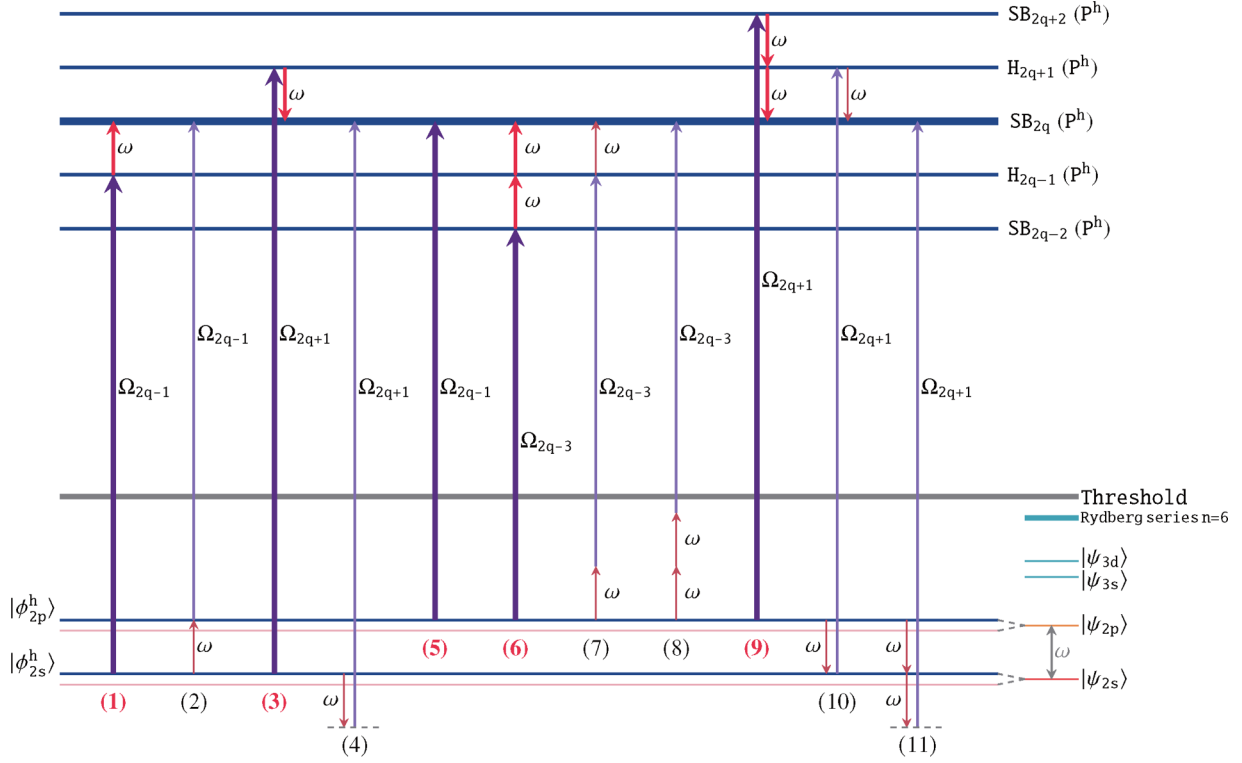 SB₂q₊₂ (Pʰ)
ω
H₂q₊₁ (Pʰ)
ω ω
SB₂q (Pʰ)
ω ω ω
H₂q₋₁ (Pʰ)
ω
SB₂q₋₂ (Pʰ)
Ω₂q₊₁
Ω₂q₋₁ Ω₂q₊₁ Ω₂q₋₃ Ω₂q₊₁
Ω₂q₋₁ Ω₂q₊₁ Ω₂q₋₁ Ω₂q₋₃ Ω₂q₊₁
Ω₂q₋₃
Threshold
Rydberg series n=6
ω
|ψ₃d⟩
|ψ₃s⟩
ω ω
|ϕʰ₂p⟩
|ψ₂p⟩
(5) (6) (7) (8) (9)
ω ω ω ω
|ϕʰ₂s⟩
|ψ₂s⟩
(1) (2) (3) ω ω (10)
(4) (11)